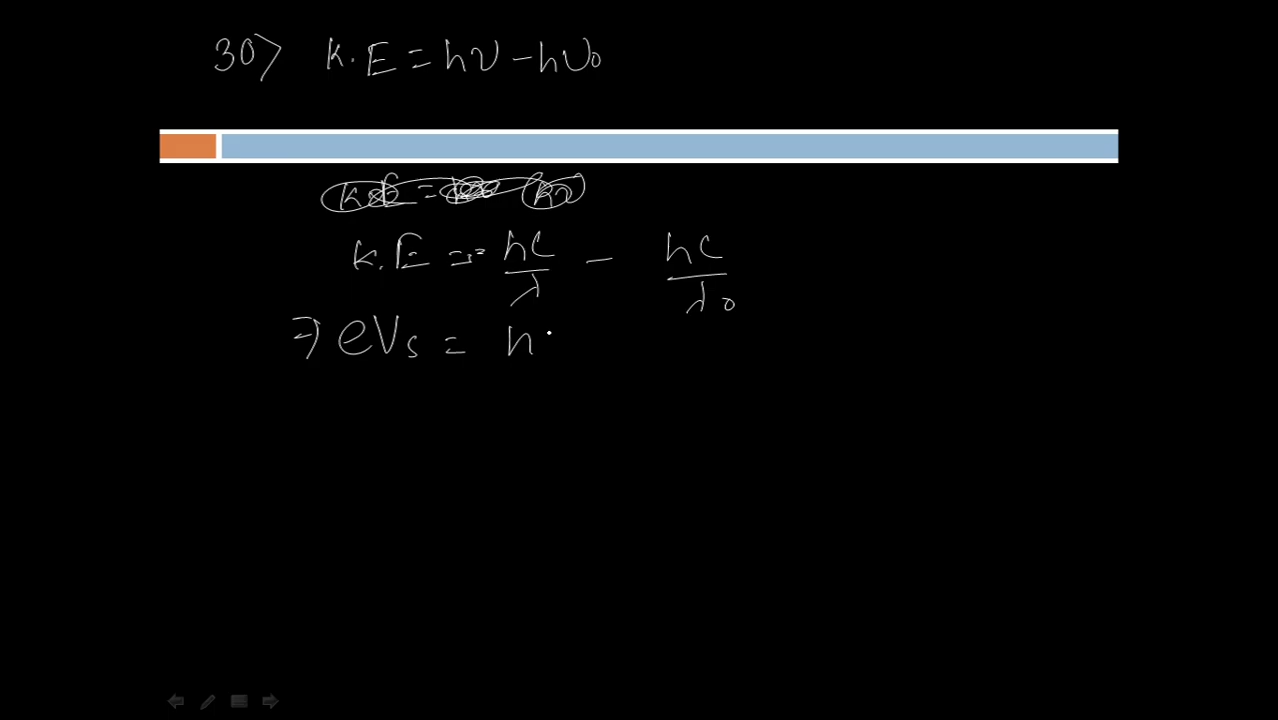 30> K.E = hν - hν0
K.E = hc/λ - hc/λ0
⇒ eVs = h